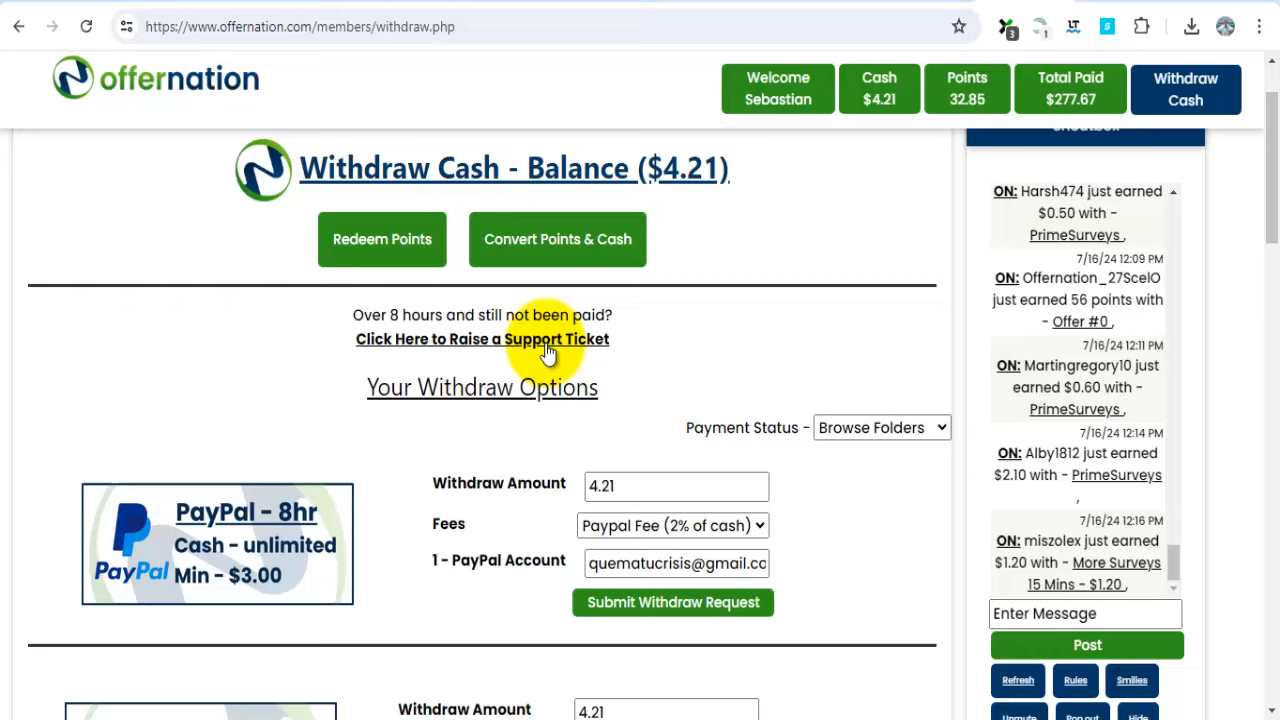 https://www.offernation.com/members/withdraw.php
3
1
LT
S
offernation
Welcome
Sebastian
Cash
$4.21
Points
32.85
Total Paid
$277.67
Withdraw
Cash
Withdraw Cash - Balance ($4.21)
Redeem Points
Convert Points & Cash
Over 8 hours and still not been paid?
Click Here to Raise a Support Ticket
Your Withdraw Options
Payment Status - Browse Folders
PayPal
PayPal - 8hr
Cash - unlimited
Min - $3.00
Withdraw Amount 4.21
Fees Paypal Fee (2% of cash)
1 - PayPal Account quematucrisis@gmail.co
Submit Withdraw Request
Withdraw Amount 4.21
ON: Harsh474 just earned
$0.50 with -
PrimeSurveys ,
7/16/24 12:09 PM
ON: Offernation_27ScelO
just earned 56 points with
- Offer #0 ,
7/16/24 12:11 PM
ON: Martingregory10 just
earned $0.60 with -
PrimeSurveys ,
7/16/24 12:14 PM
ON: Alby1812 just earned
$2.10 with - PrimeSurveys
,
7/16/24 12:16 PM
ON: miszolex just earned
$1.20 with - More Surveys
15 Mins - $1.20 ,
Enter Message
Post
Refresh
Rules
Smilies
Unmute
Pop out
Hide